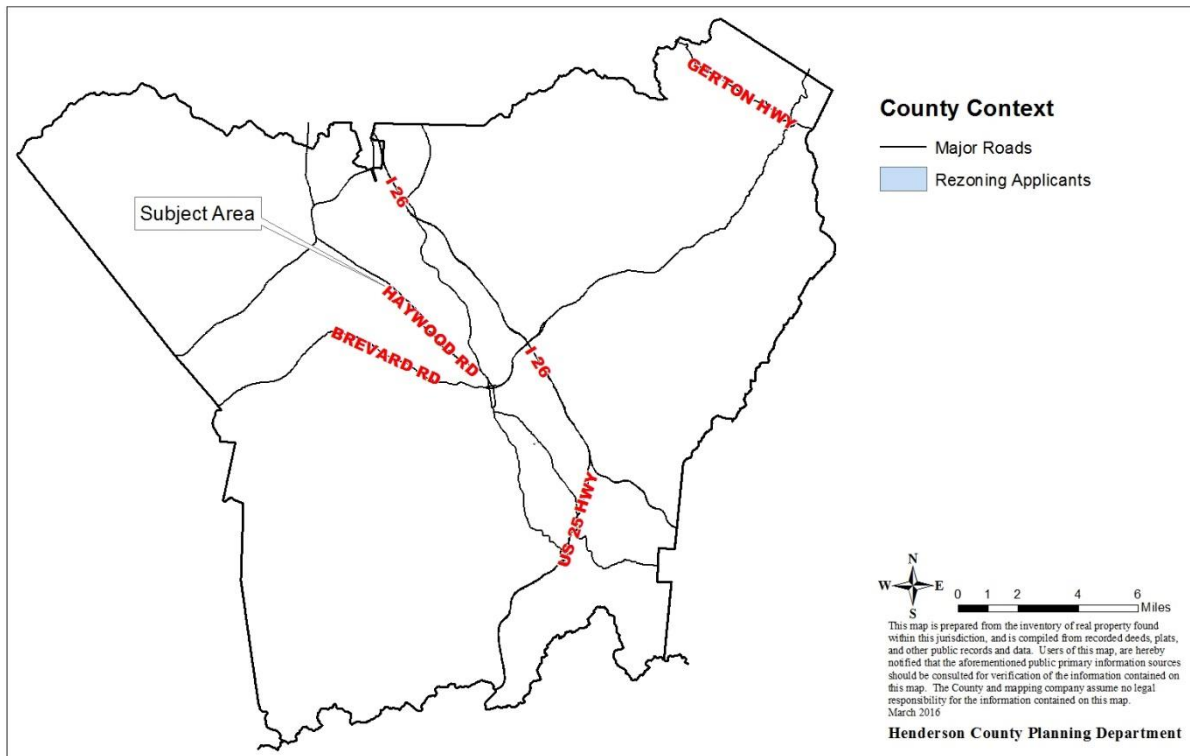 GERTON HWY
County Context
Major Roads
Rezoning Applicants
I 26
Subject Area
HAYWOOD RD
BREVARD RD
I 26
US 25 HWY
N
W E
S
0 1 2 4 6
Miles
This map is prepared from the inventory of real property found
within this jurisdiction, and is compiled from recorded deeds, plats,
and other public records and data. Users of this map, are hereby
notified that the aforementioned public primary information sources
should be consulted for verification of the information contained on
this map. The County and mapping company assume no legal
responsibility for the information contained on this map.
March 2016
Henderson County Planning Department